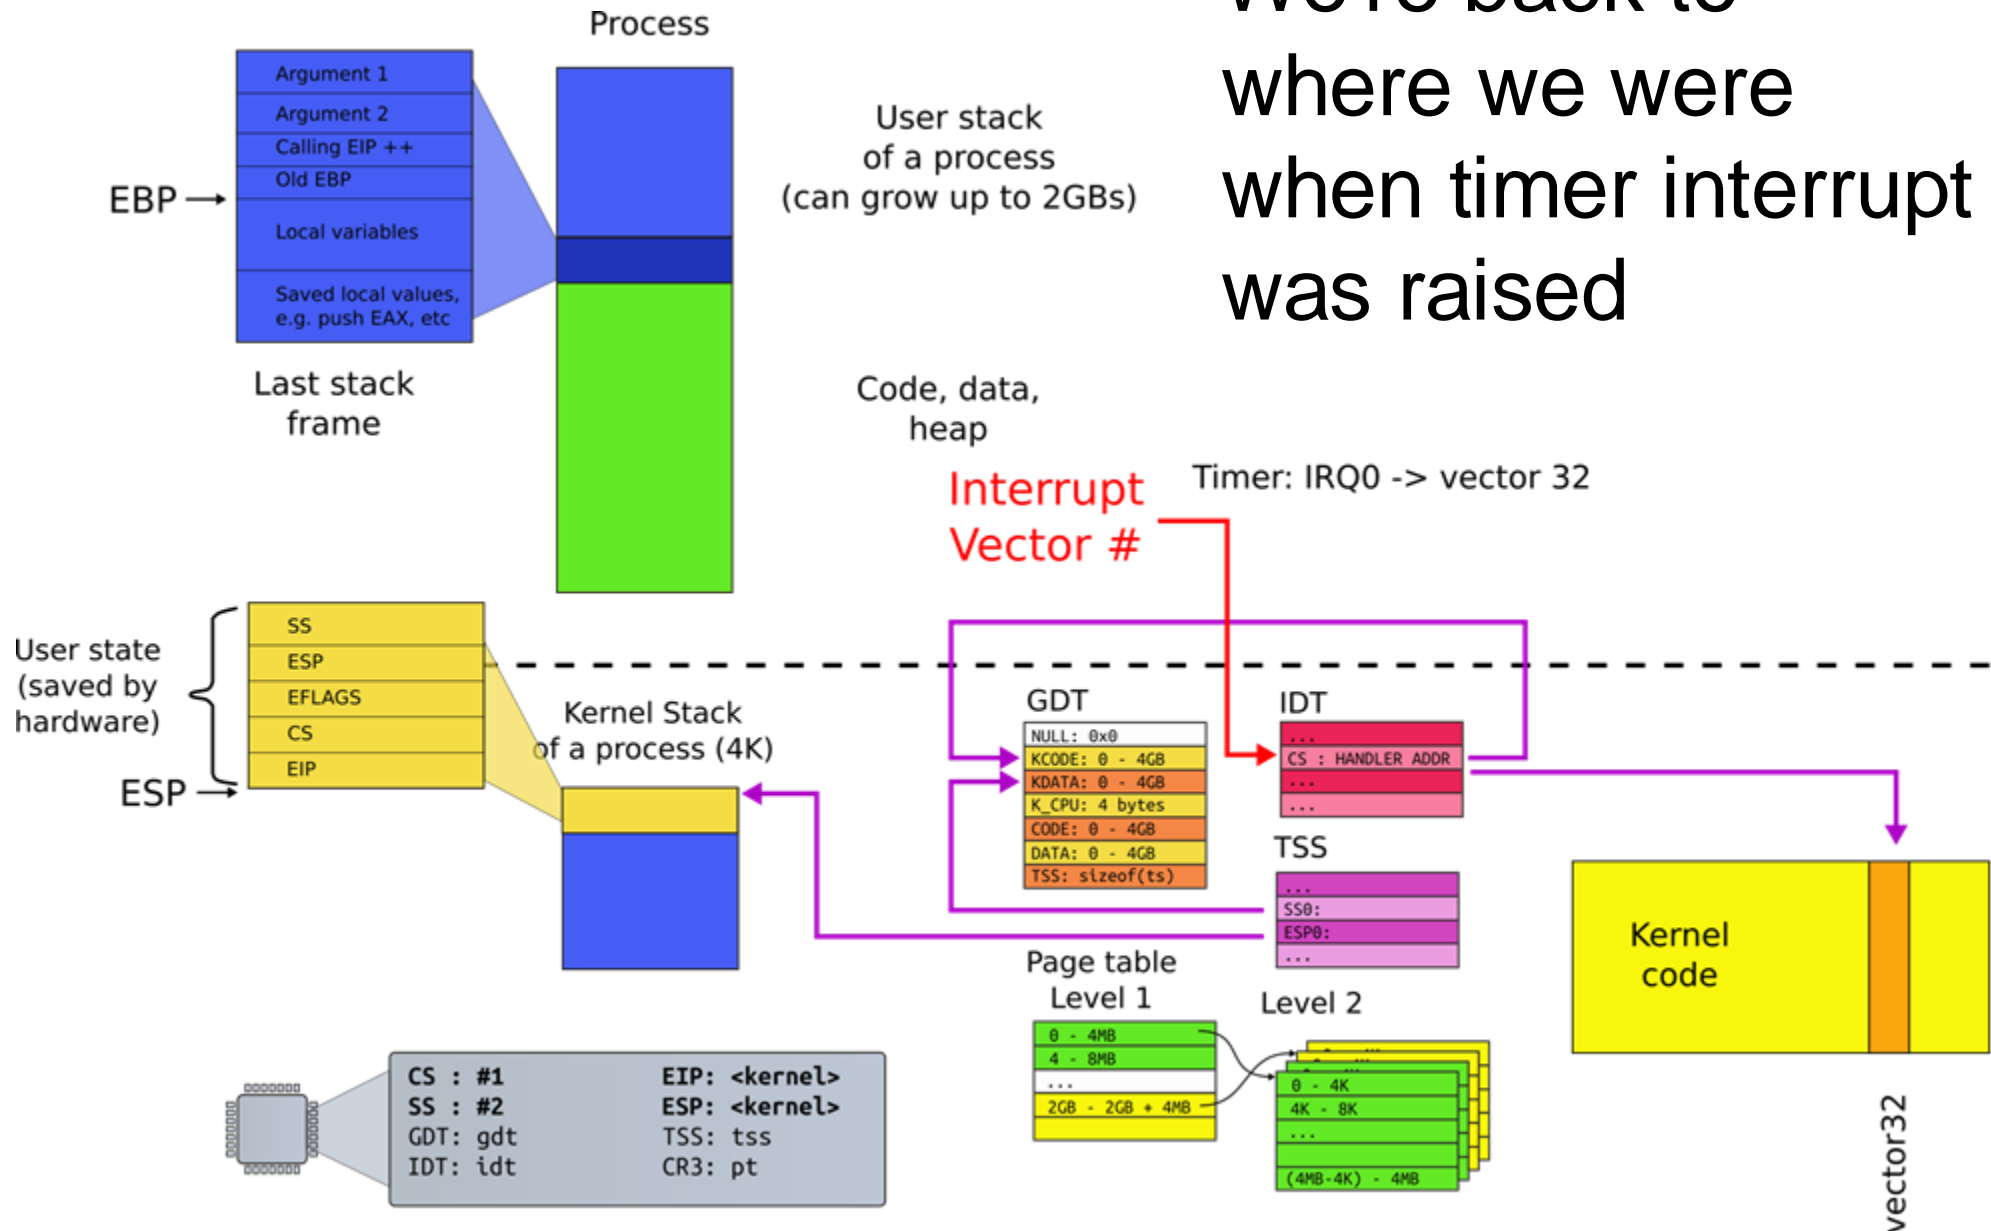 We're back to
where we were
when timer interrupt
was raised
Process
Argument 1
Argument 2
Calling EIP ++
Old EBP
EBP
Local variables
Saved local values,
e.g. push EAX, etc
Last stack
frame
User stack
of a process
(can grow up to 2GBs)
Code, data,
heap
Interrupt
Vector #
Timer: IRQ0 -> vector 32
User state
(saved by
hardware)
SS
ESP
EFLAGS
CS
EIP
ESP
Kernel Stack
of a process (4K)
GDT
NULL: 0x0
KCODE: 0 - 4GB
KDATA: 0 - 4GB
K_CPU: 4 bytes
CODE: 0 - 4GB
DATA: 0 - 4GB
TSS: sizeof(ts)
IDT
...
CS : HANDLER ADDR
...
...
TSS
...
SS0:
ESP0:
...
Kernel
code
vector32
Page table
Level 1
0 - 4MB
4 - 8MB
...
2GB - 2GB + 4MB
Level 2
0 - 4K
4K - 8K
...
(4MB-4K) - 4MB
CS : #1 EIP: <kernel>
SS : #2 ESP: <kernel>
GDT: gdt TSS: tss
IDT: idt CR3: pt